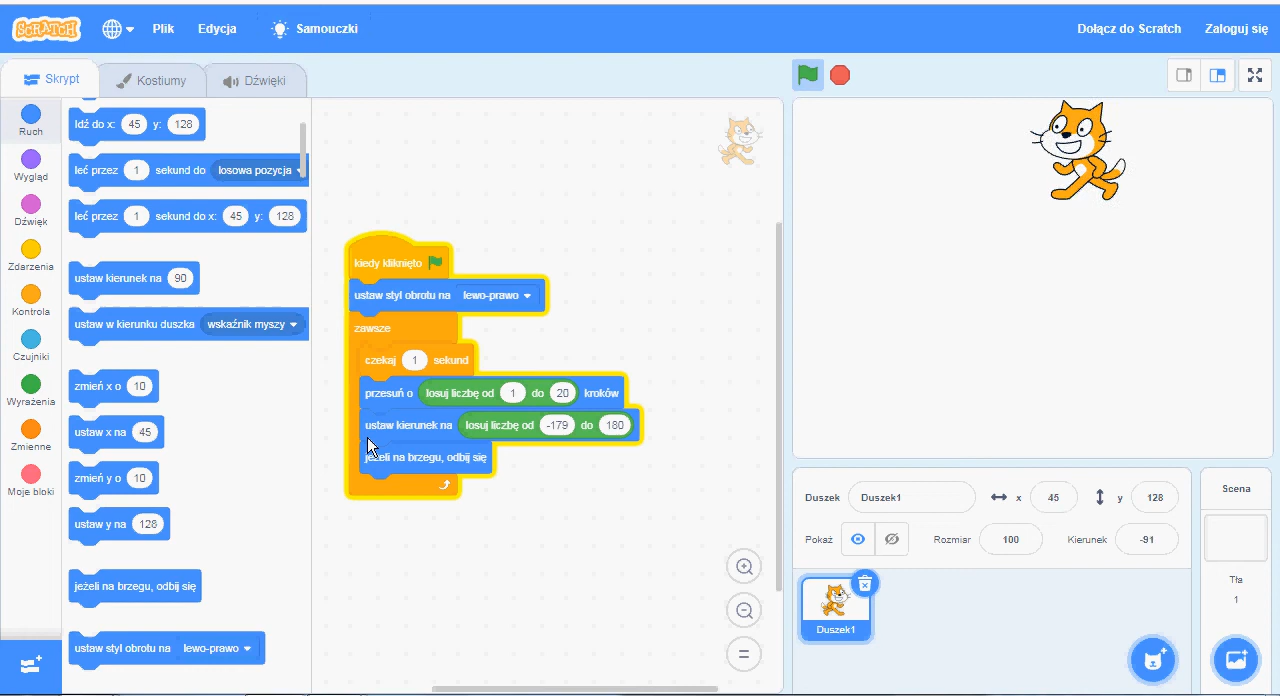 SCRATCH
Plik
Edycja
Samouczki
Dołącz do Scratch
Zaloguj się
Skrypt
Kostiumy
Dźwięki
Ruch
Wygląd
Dźwięk
Zdarzenia
Kontrola
Czujniki
Wyrażenia
Zmienne
Moje bloki
Idź do x: 45 y: 128
leć przez 1 sekund do losowa pozycja
leć przez 1 sekund do x: 45 y: 128
ustaw kierunek na 90
ustaw w kierunku duszka wskaźnik myszy
zmień x o 10
ustaw x na 45
zmień y o 10
ustaw y na 128
jeżeli na brzegu, odbij się
ustaw styl obrotu na lewo-prawo
kiedy kliknięto
ustaw styl obrotu na lewo-prawo
zawsze
czekaj 1 sekund
przesuń o losuj liczbę od 1 do 20 kroków
ustaw kierunek na losuj liczbę od -179 do 180
jeżeli na brzegu, odbij się
Duszek Duszek1 x 45 y 128
Pokaż Rozmiar 100 Kierunek -91
Duszek1
Scena
Tła
1